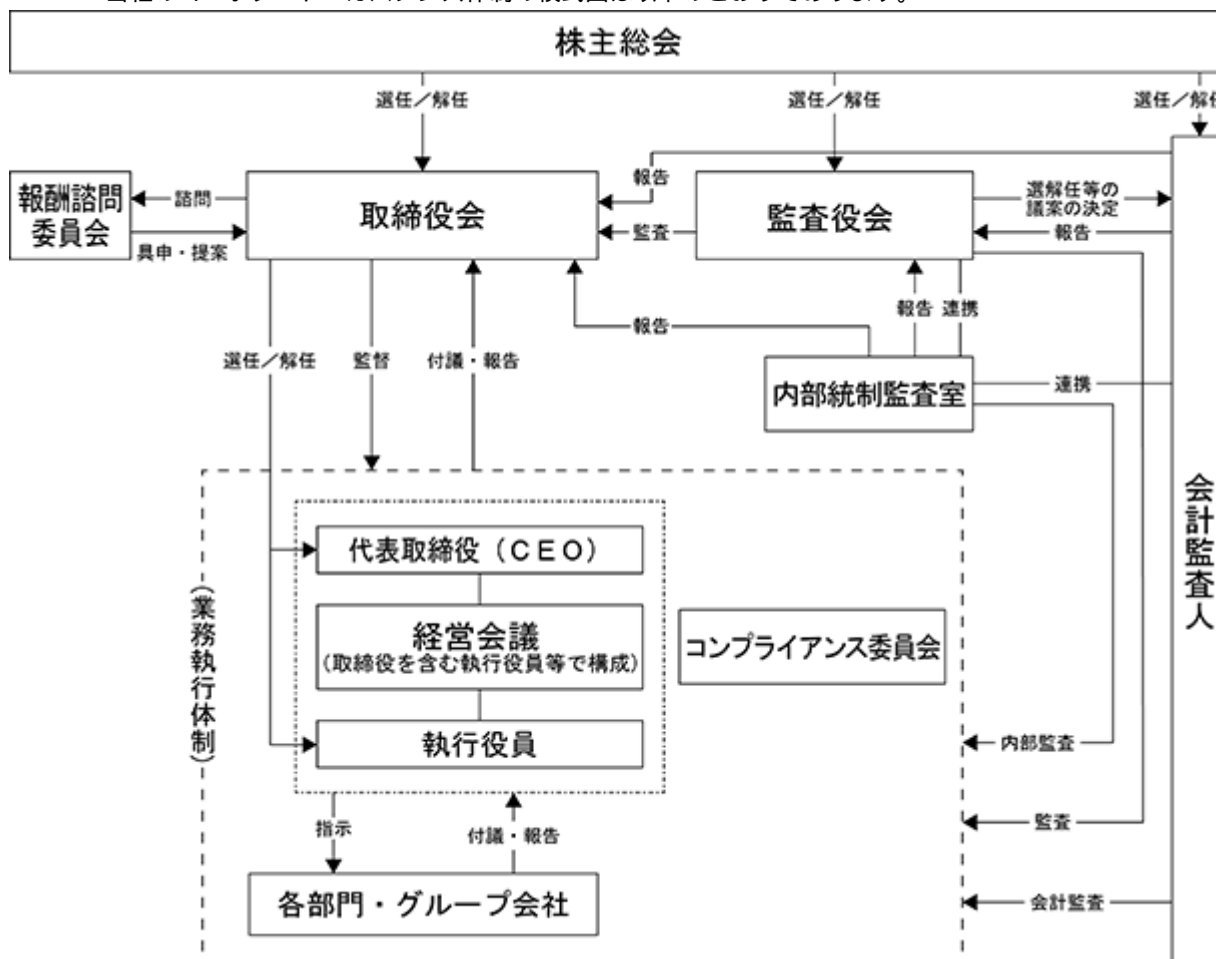 株主総会
選任/解任
選任/解任
選任/解任
報酬諮問
委員会
諮問
具申・提案
取締役会
報告
監査
監査役会
選解任等の
議案の決定
報告
報告
報告
連携
選任/解任
監督
付議・報告
内部統制監査室
連携
会計監査人
(業務執行体制)
代表取締役(CEO)
経営会議
(取締役を含む執行役員等で構成)
執行役員
コンプライアンス委員会
内部監査
監査
会計監査
指示
付議・報告
各部門・グループ会社